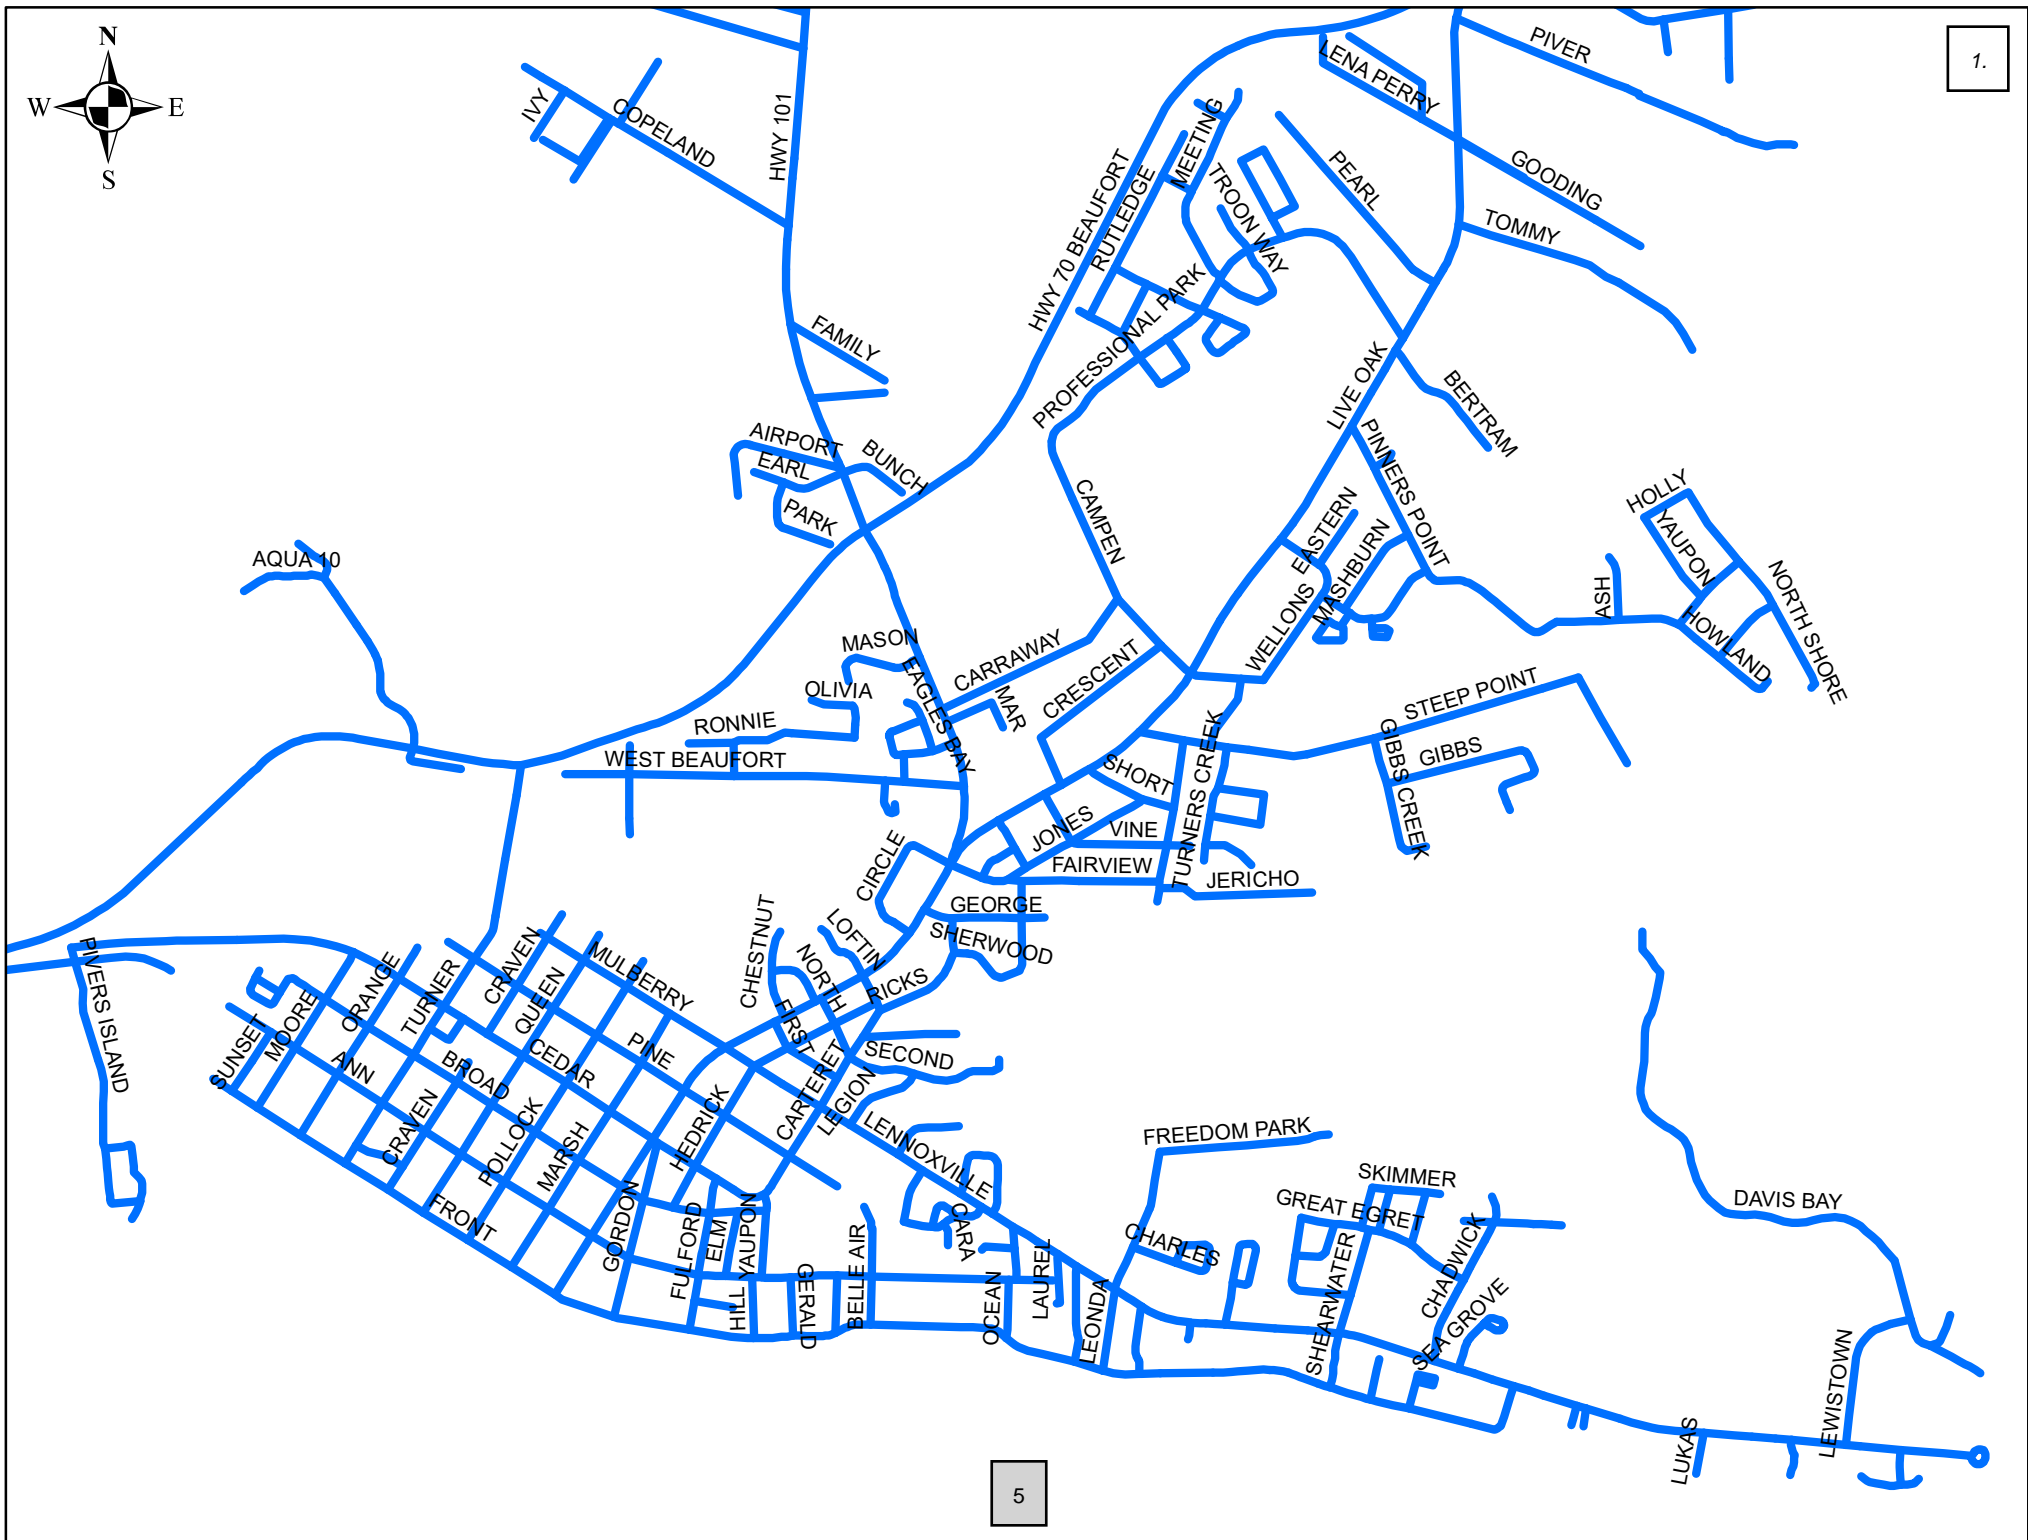 N
W E
S
1.
PIVER
LENA PERRY
IVY
COPELAND
HWY 101
MEETING
GOODING
PEARL
TROON WAY
HWY 70 BEAUFORT
RUTLEDGE
TOMMY
PROFESSIONAL PARK
FAMILY
LIVE OAK
BERTRAM
AIRPORT
BUNCH
EARL
PARK
PINNERS POINT
CAMPEN
EASTERN
MASHBURN
HOLLY
YAUPON
AQUA 10
NORTH SHORE
ASH
WELLONS
HOWLAND
MASON
CARRAWAY
CRESCENT
EAGLES BAY
OLIVIA
MAR
STEEP POINT
RONNIE
GIBBS CREEK
GIBBS
WEST BEAUFORT
SHORT
TURNERS CREEK
JONES
VINE
CIRCLE
FAIRVIEW
JERICHO
GEORGE
CHESTNUT
LOFTIN
SHERWOOD
PIVERS ISLAND
ORANGE
TURNER
CRAVEN
MULBERRY
NORTH
RICKS
QUEEN
MOORE
SUNSET
FIRST
ANN
BROAD
CEDAR
PINE
SECOND
CARTERET
LEGION
CRAVEN
POLLOCK
MARSH
HEDRICK
LENNOXVILLE
FREEDOM PARK
SKIMMER
DAVIS BAY
GREAT EGRET
FRONT
GORDON
FULFORD
ELM
YAUPON
HILL
GERALD
BELLE AIR
CARA
CHARLES
CHADWICK
OCEAN
LAUREL
LEONDA
SHEARWATER
SEA GROVE
LEWISTOWN
LUKAS
5